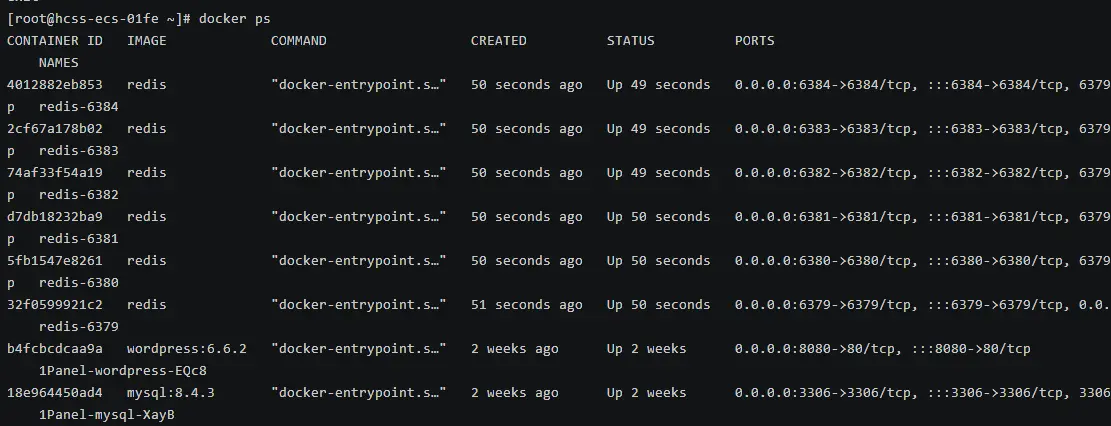 [root@hcss-ecs-01fe ~]# docker ps
CONTAINER ID   IMAGE             COMMAND                  CREATED          STATUS          PORTS
    NAMES
4012882eb853   redis             "docker-entrypoint.s…"   50 seconds ago   Up 49 seconds   0.0.0.0:6384->6384/tcp, :::6384->6384/tcp, 6379
p   redis-6384
2cf67a178b02   redis             "docker-entrypoint.s…"   50 seconds ago   Up 49 seconds   0.0.0.0:6383->6383/tcp, :::6383->6383/tcp, 6379
p   redis-6383
74af33f54a19   redis             "docker-entrypoint.s…"   50 seconds ago   Up 49 seconds   0.0.0.0:6382->6382/tcp, :::6382->6382/tcp, 6379
p   redis-6382
d7db18232ba9   redis             "docker-entrypoint.s…"   50 seconds ago   Up 50 seconds   0.0.0.0:6381->6381/tcp, :::6381->6381/tcp, 6379
p   redis-6381
5fb1547e8261   redis             "docker-entrypoint.s…"   50 seconds ago   Up 50 seconds   0.0.0.0:6380->6380/tcp, :::6380->6380/tcp, 6379
p   redis-6380
32f0599921c2   redis             "docker-entrypoint.s…"   51 seconds ago   Up 50 seconds   0.0.0.0:6379->6379/tcp, :::6379->6379/tcp, 0.0.
    redis-6379
b4fcbcdcaa9a   wordpress:6.6.2   "docker-entrypoint.s…"   2 weeks ago      Up 2 weeks      0.0.0.0:8080->80/tcp, :::8080->80/tcp
    1Panel-wordpress-EQc8
18e964450ad4   mysql:8.4.3       "docker-entrypoint.s…"   2 weeks ago      Up 2 weeks      0.0.0.0:3306->3306/tcp, :::3306->3306/tcp, 3306
    1Panel-mysql-XayB